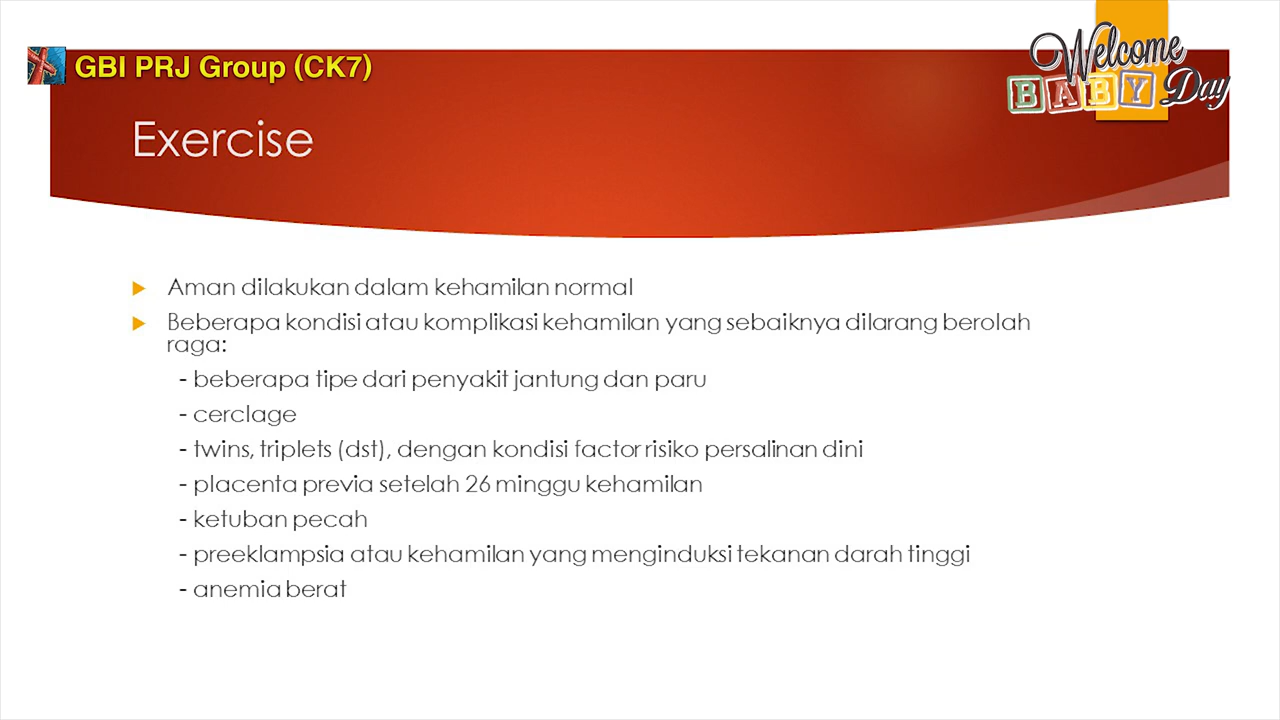 GBI PRJ Group (CK7)
Welcome
BABY Day
Exercise
Aman dilakukan dalam kehamilan normal
Beberapa kondisi atau komplikasi kehamilan yang sebaiknya dilarang berolah
raga:
- beberapa tipe dari penyakit jantung dan paru
- cerclage
- twins, triplets (dst), dengan kondisi factor risiko persalinan dini
- placenta previa setelah 26 minggu kehamilan
- ketuban pecah
- preeklampsia atau kehamilan yang menginduksi tekanan darah tinggi
- anemia berat